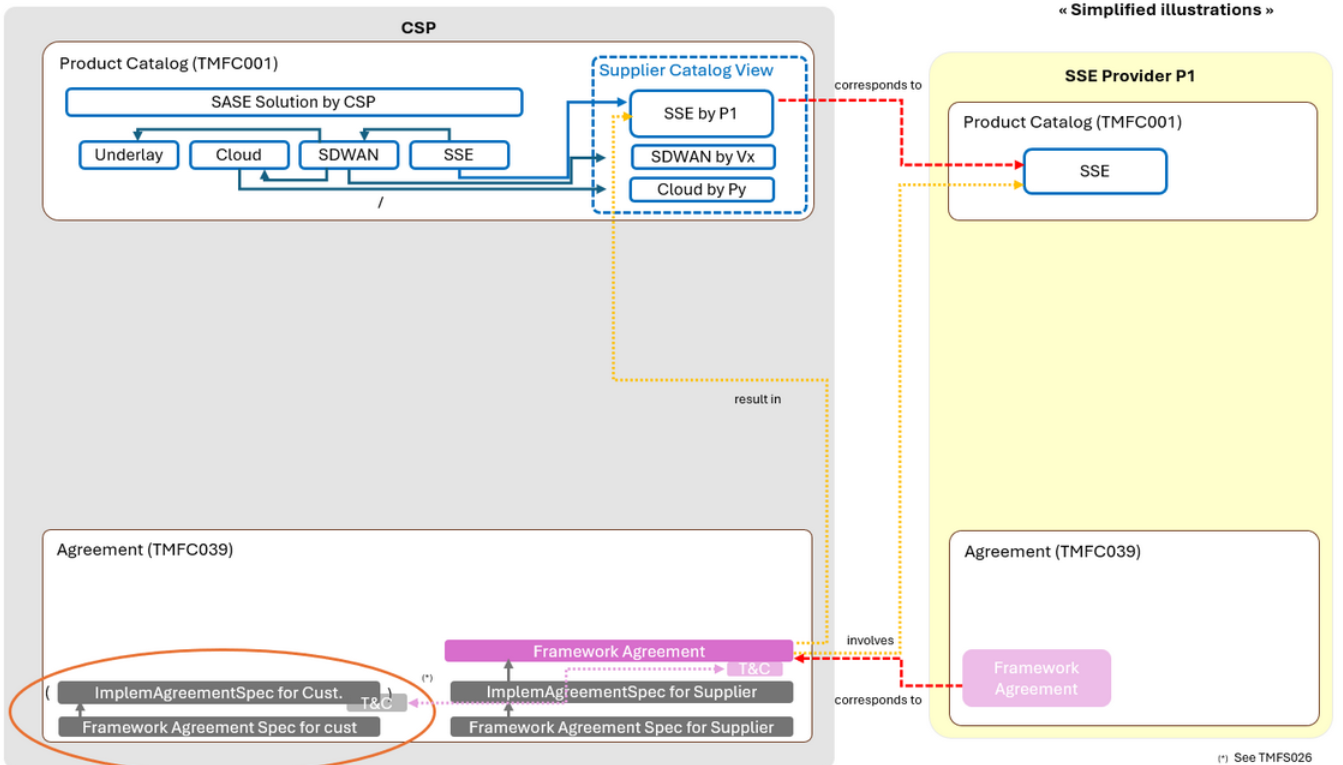 « Simplified illustrations »
CSP
Product Catalog (TMFC001)
SASE Solution by CSP
Underlay
Cloud
SDWAN
SSE
/
Supplier Catalog View
SSE by P1
SDWAN by Vx
Cloud by Py
corresponds to
SSE Provider P1
Product Catalog (TMFC001)
SSE
result in
Agreement (TMFC039)
Framework Agreement
T&C
(*)
( ImplemAgreementSpec for Cust. )
T&C
ImplemAgreementSpec for Supplier
Framework Agreement Spec for cust
Framework Agreement Spec for Supplier
involves
corresponds to
Agreement (TMFC039)
Framework
Agreement
(*) See TMFS026